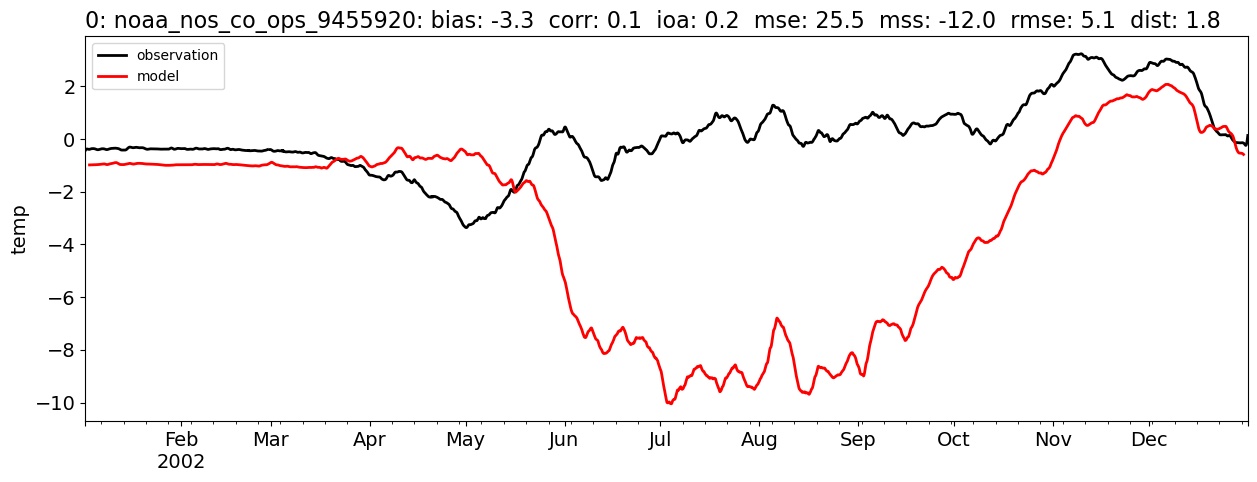 0: noaa_nos_co_ops_9455920: bias: -3.3  corr: 0.1  ioa: 0.2  mse: 25.5  mss: -12.0  rmse: 5.1  dist: 1.8
observation
model
2
0
−2
−4
−6
−8
−10
temp
Feb Mar Apr May Jun Jul Aug Sep Oct Nov Dec
2002